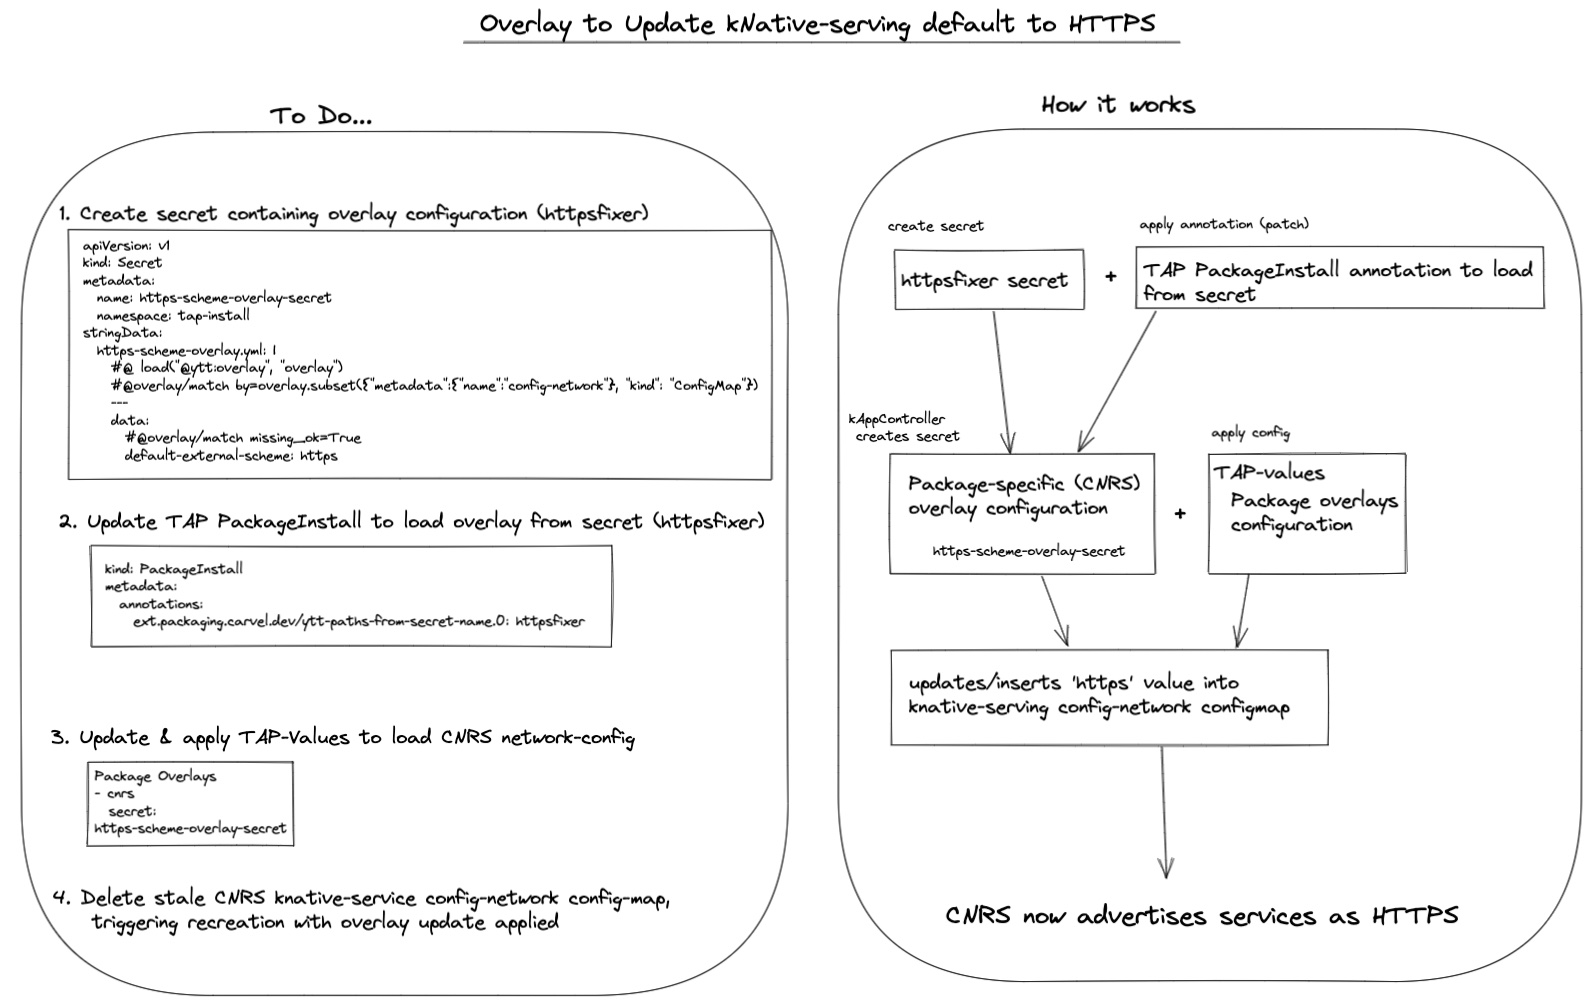 Overlay to Update kNative-serving default to HTTPS
To Do...
1. Create secret containing overlay configuration (httpsfixer)
apiVersion: v1
kind: Secret
metadata:
  name: https-scheme-overlay-secret
  namespace: tap-install
stringData:
  https-scheme-overlay.yml: |
    #@ load("@ytt:overlay", "overlay")
    #@overlay/match by=overlay.subset({"metadata":{"name":"config-network"}, "kind": "ConfigMap"})
    ---
    data:
      #@overlay/match missing_ok=True
      default-external-scheme: https
2. Update TAP PackageInstall to load overlay from secret (httpsfixer)
kind: PackageInstall
metadata:
  annotations:
    ext.packaging.carvel.dev/ytt-paths-from-secret-name.0: httpsfixer
3. Update & apply TAP-Values to load CNRS network-config
Package Overlays
- cnrs
  secret:
https-scheme-overlay-secret
4. Delete stale CNRS knative-service config-network config-map,
triggering recreation with overlay update applied
How it works
create secret
httpsfixer secret
+
apply annotation (patch)
TAP PackageInstall annotation to load
from secret
kAppController
creates secret
Package-specific (CNRS)
overlay configuration
https-scheme-overlay-secret
+
apply config
TAP-values
Package overlays
configuration
updates/inserts 'https' value into
knative-serving config-network configmap
CNRS now advertises services as HTTPS